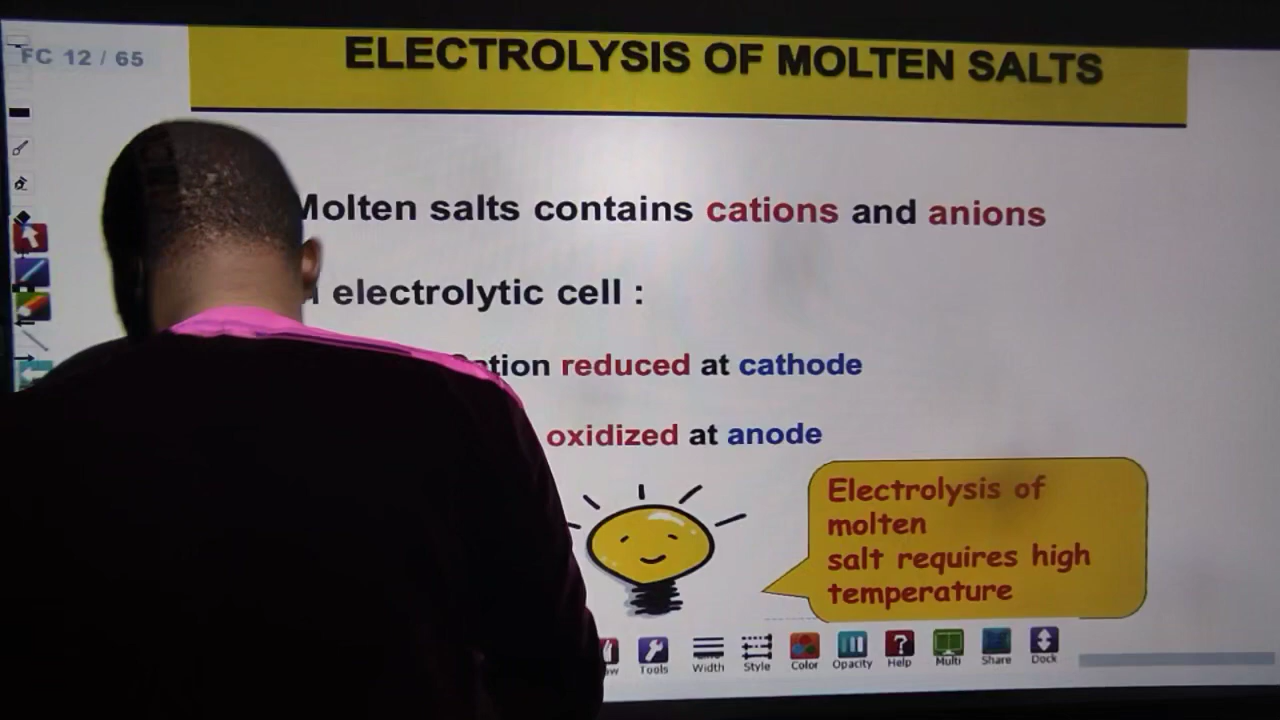 FC 12 / 65
ELECTROLYSIS OF MOLTEN SALTS
Molten salts contains cations and anions
electrolytic cell :
reduced at cathode
oxidized at anode
Electrolysis of
molten
salt requires high
temperature
Tools Width Style Color Opacity Help Multi Share Dock